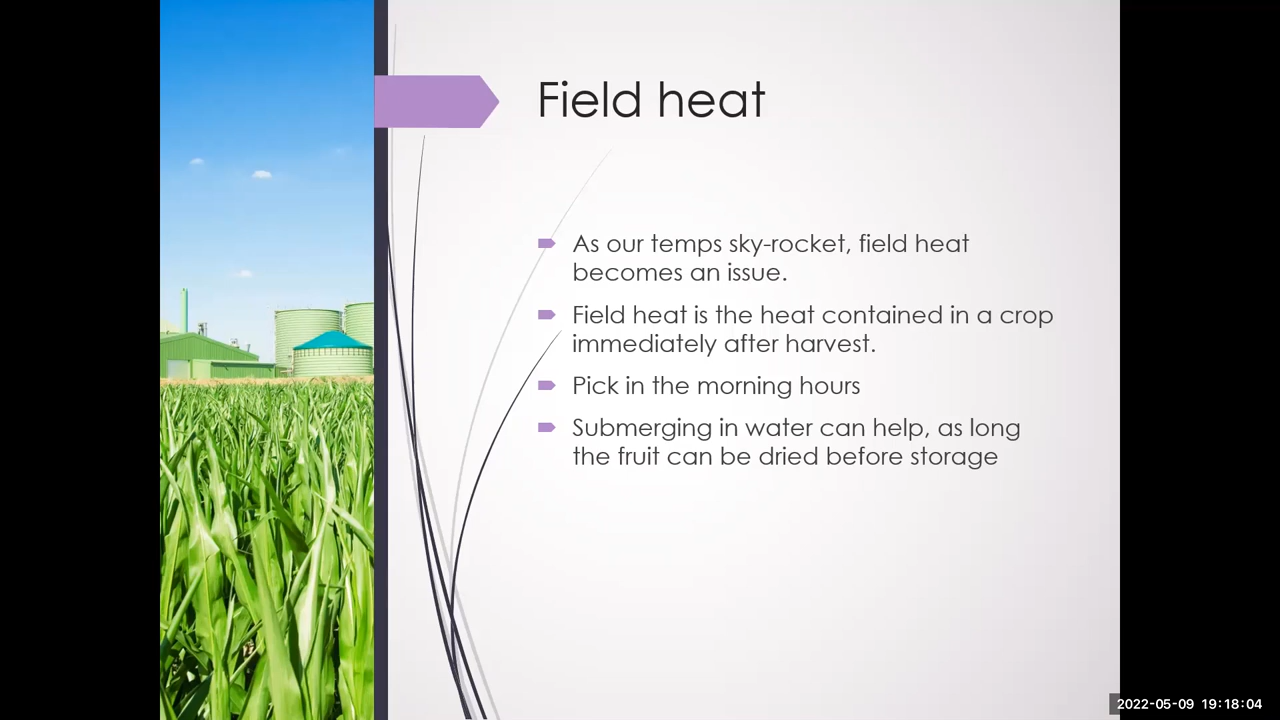 Field heat
As our temps sky-rocket, field heat
becomes an issue.
Field heat is the heat contained in a crop
immediately after harvest.
Pick in the morning hours
Submerging in water can help, as long
the fruit can be dried before storage
2022-05-09 19:18:04